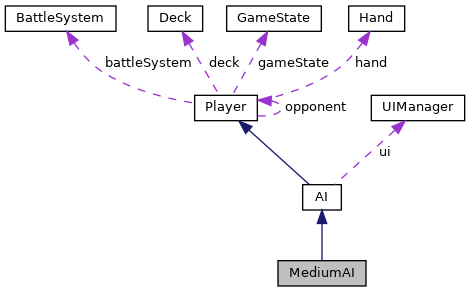 BattleSystem
Deck
GameState
Hand
battleSystem
deck
gameState
hand
Player
opponent
UIManager
ui
AI
MediumAI